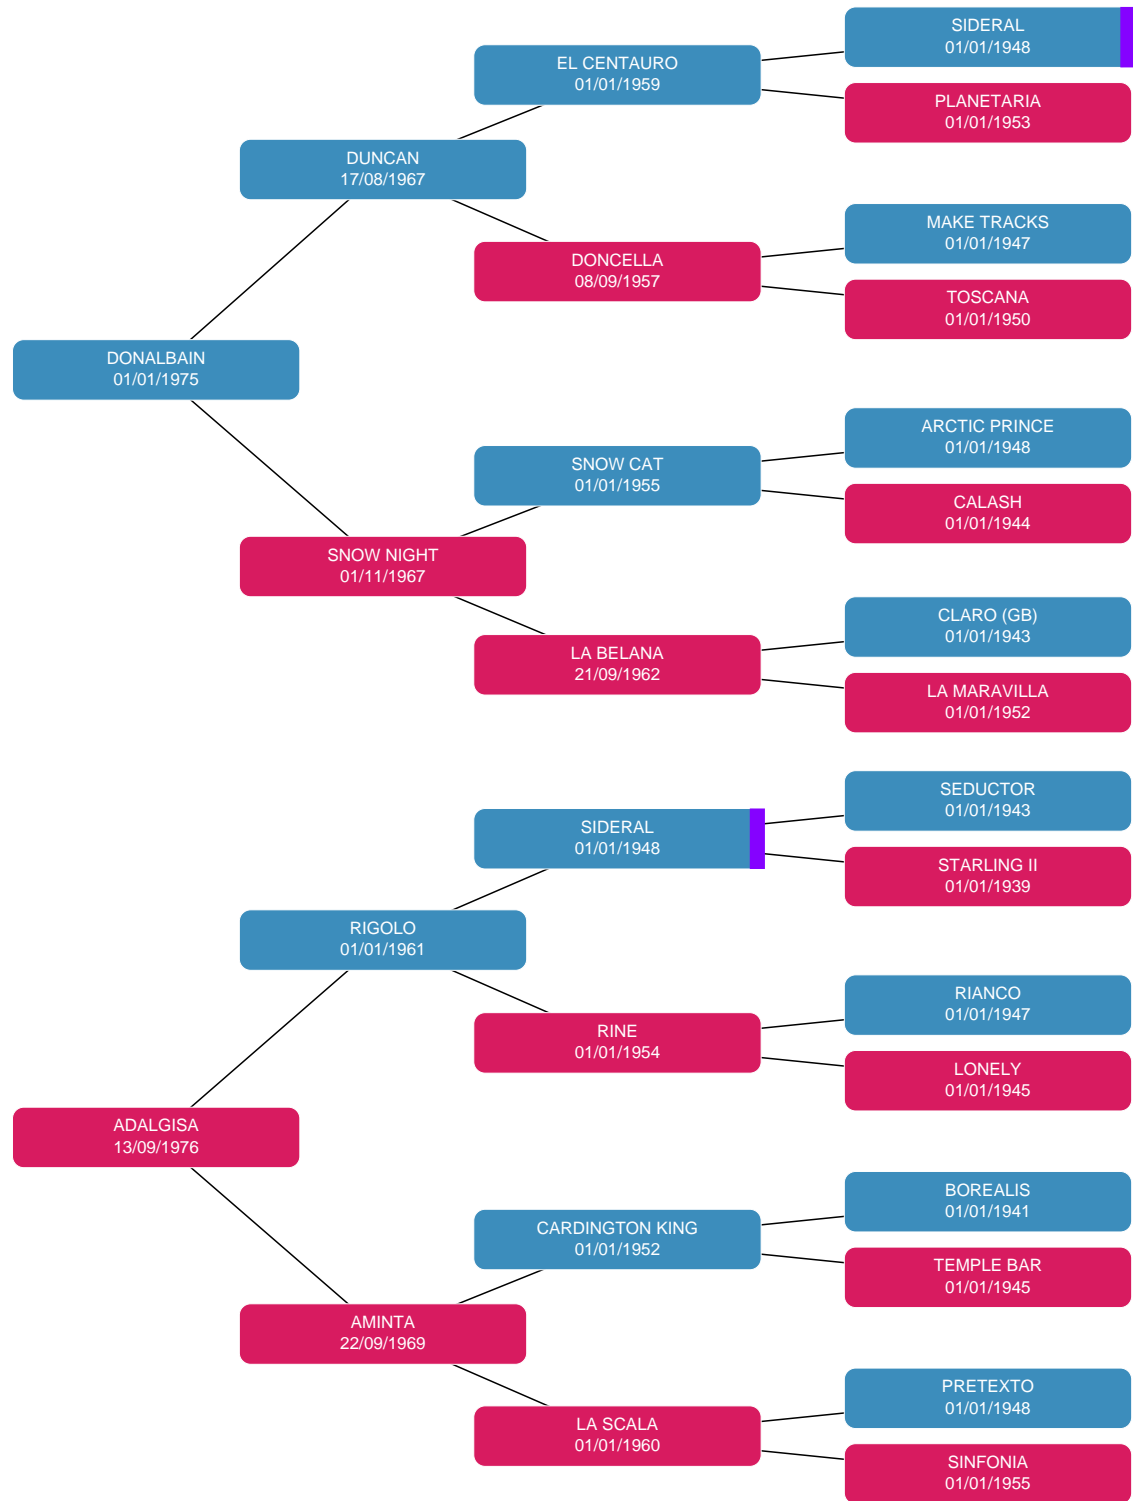 SIDERAL
01/01/1948
EL CENTAURO
01/01/1959
PLANETARIA
01/01/1953
DUNCAN
17/08/1967
MAKE TRACKS
01/01/1947
DONCELLA
08/09/1957
TOSCANA
01/01/1950
DONALBAIN
01/01/1975
ARCTIC PRINCE
01/01/1948
SNOW CAT
01/01/1955
CALASH
01/01/1944
SNOW NIGHT
01/11/1967
CLARO (GB)
01/01/1943
LA BELANA
21/09/1962
LA MARAVILLA
01/01/1952
SEDUCTOR
01/01/1943
SIDERAL
01/01/1948
STARLING II
01/01/1939
RIGOLO
01/01/1961
RIANCO
01/01/1947
RINE
01/01/1954
LONELY
01/01/1945
ADALGISA
13/09/1976
BOREALIS
01/01/1941
CARDINGTON KING
01/01/1952
TEMPLE BAR
01/01/1945
AMINTA
22/09/1969
PRETEXTO
01/01/1948
LA SCALA
01/01/1960
SINFONIA
01/01/1955